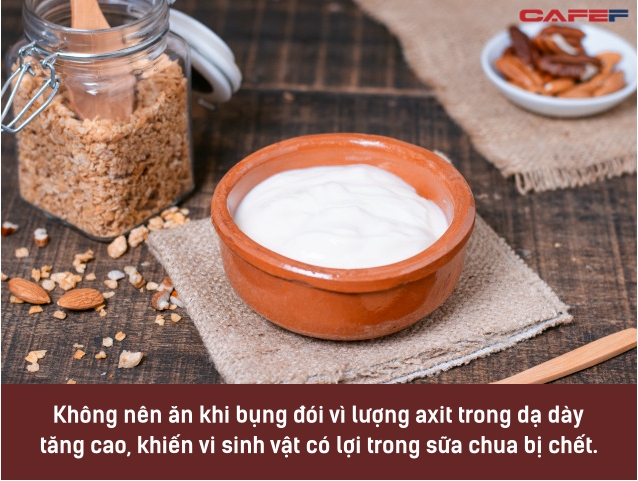 CAFEF
Không nên ăn khi bụng đói vì lượng axit trong dạ dày
tăng cao, khiến vi sinh vật có lợi trong sữa chua bị chết.